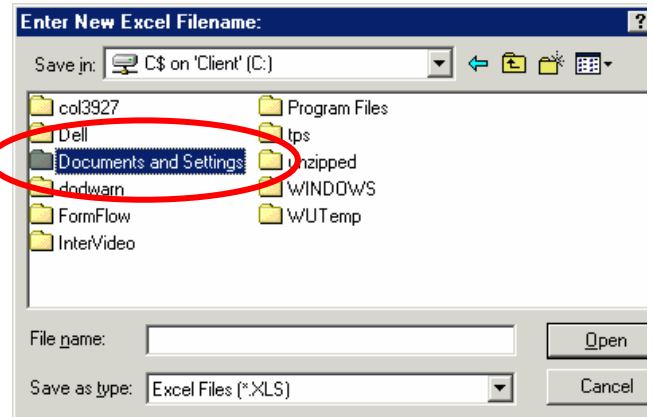 Enter New Excel Filename: ?
Save in: C$ on 'Client' (C:)
col3927 Program Files
Dell tps
Documents and Settings unzipped
dodwarn WINDOWS
FormFlow WUTemp
InterVideo
File name: Open
Save as type: Excel Files (*.XLS) Cancel